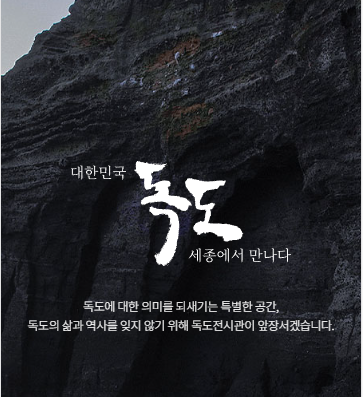 대한민국
독도
세종에서 만나다
독도에 대한 의미를 되새기는 특별한 공간,
독도의 삶과 역사를 잊지 않기 위해 독도전시관이 앞장서겠습니다.